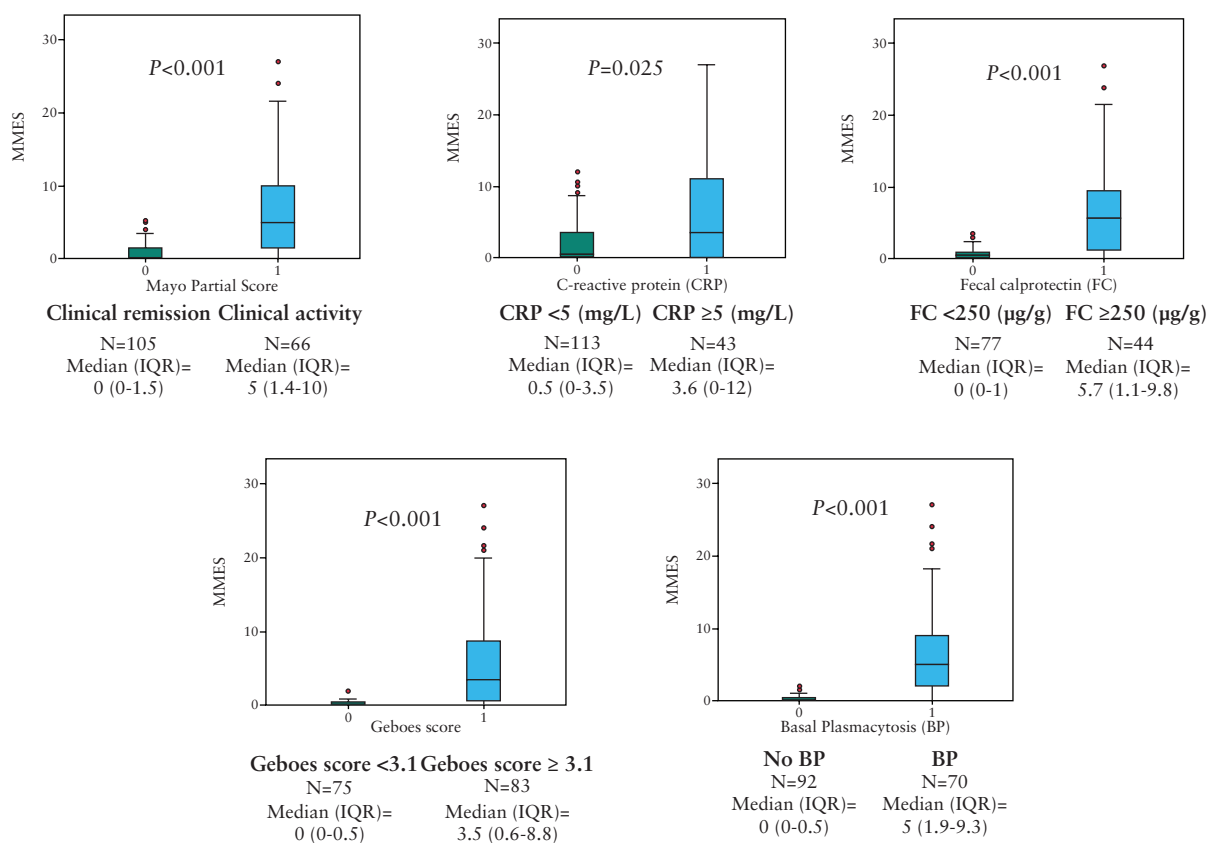 30
20
10
0
MMES
P<0.001
0 1
Mayo Partial Score
Clinical remission Clinical activity
N=105 N=66
Median (IQR)= Median (IQR)=
0 (0-1.5) 5 (1.4-10)
30
20
10
0
MMES
P=0.025
0 1
C-reactive protein (CRP)
CRP <5 (mg/L) CRP ≥5 (mg/L)
N=113 N=43
Median (IQR)= Median (IQR)=
0.5 (0-3.5) 3.6 (0-12)
30
20
10
0
MMES
P<0.001
0 1
Fecal calprotectin (FC)
FC <250 (µg/g) FC ≥250 (µg/g)
N=77 N=44
Median (IQR)= Median (IQR)=
0 (0-1) 5.7 (1.1-9.8)
30
20
10
0
MMES
P<0.001
0 1
Geboes score
Geboes score <3.1 Geboes score ≥ 3.1
N=75 N=83
Median (IQR)= Median (IQR)=
0 (0-0.5) 3.5 (0.6-8.8)
30
20
10
0
MMES
P<0.001
0 1
Basal Plasmacytosis (BP)
No BP BP
N=92 N=70
Median (IQR)= Median (IQR)=
0 (0-0.5) 5 (1.9-9.3)